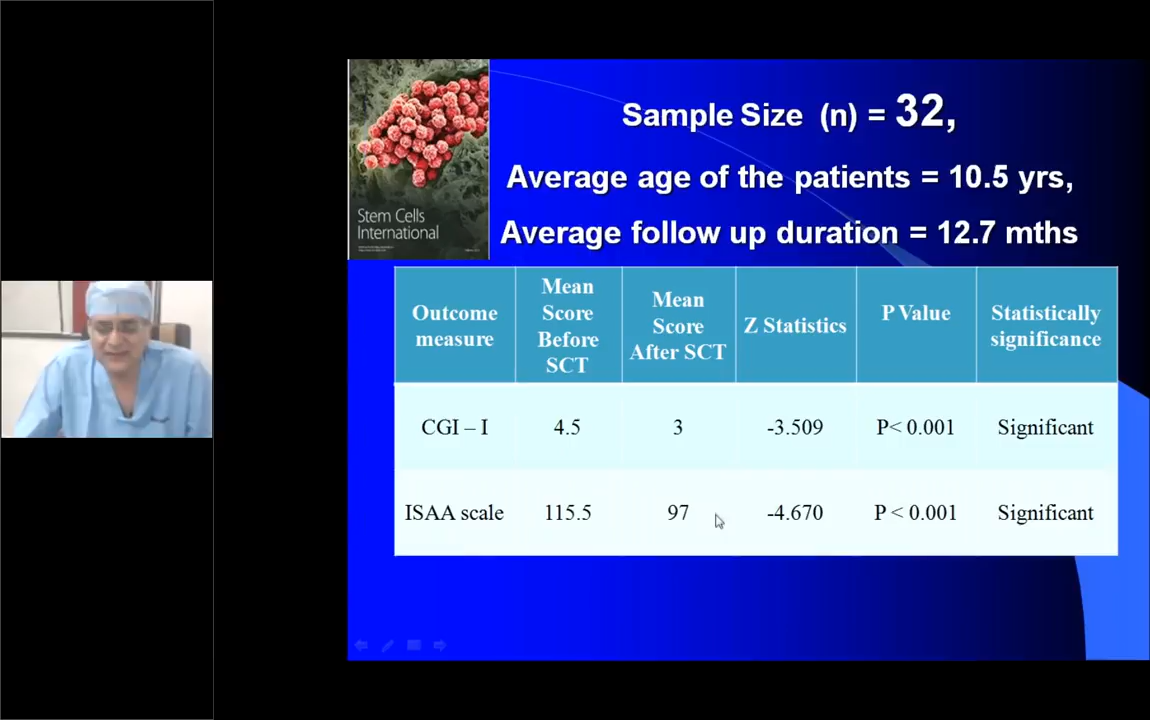 Sample Size (n) = 32,
Average age of the patients = 10.5 yrs,
Stem Cells
International
Average follow up duration = 12.7 mths
Outcome measure
Mean Score Before SCT
Mean Score After SCT
Z Statistics
P Value
Statistically significance
CGI – I
4.5
3
-3.509
P< 0.001
Significant
ISAA scale
115.5
97
-4.670
P < 0.001
Significant